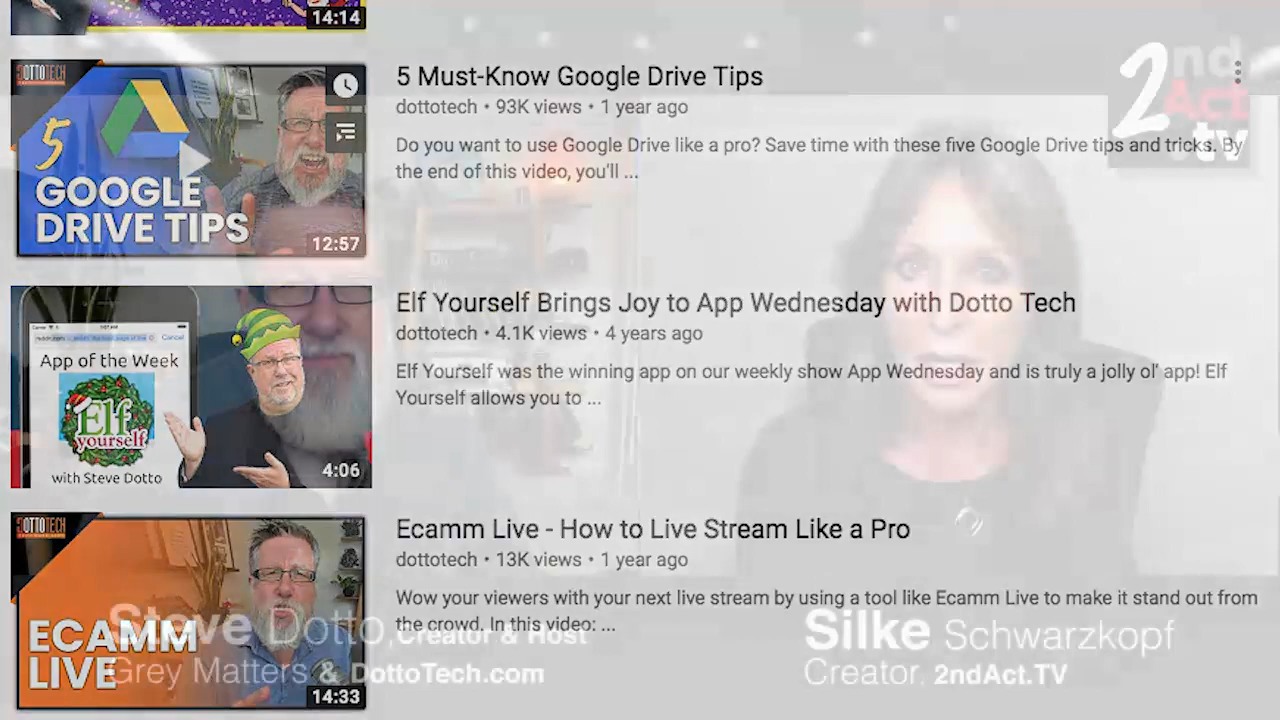 14:14
DOTTOTECH
5
GOOGLE
DRIVE TIPS
12:57
5 Must-Know Google Drive Tips
dottotech • 93K views • 1 year ago
Do you want to use Google Drive like a pro? Save time with these five Google Drive tips and tricks. By
the end of this video, you'll ...
2nd
Act
.tv
App of the Week
Elf
yourself
with Steve Dotto
Cancel
4:06
Elf Yourself Brings Joy to App Wednesday with Dotto Tech
dottotech • 4.1K views • 4 years ago
Elf Yourself was the winning app on our weekly show App Wednesday and is truly a jolly ol' app! Elf
Yourself allows you to ...
DOTTOTECH
ECAMM
LIVE
14:33
Ecamm Live - How to Live Stream Like a Pro
dottotech • 13K views • 1 year ago
Wow your viewers with your next live stream by using a tool like Ecamm Live to make it stand out from
the crowd. In this video: ...
Steve Dotto, Creator & Host
Grey Matters & DottoTech.com
Silke Schwarzkopf
Creator, 2ndAct.TV